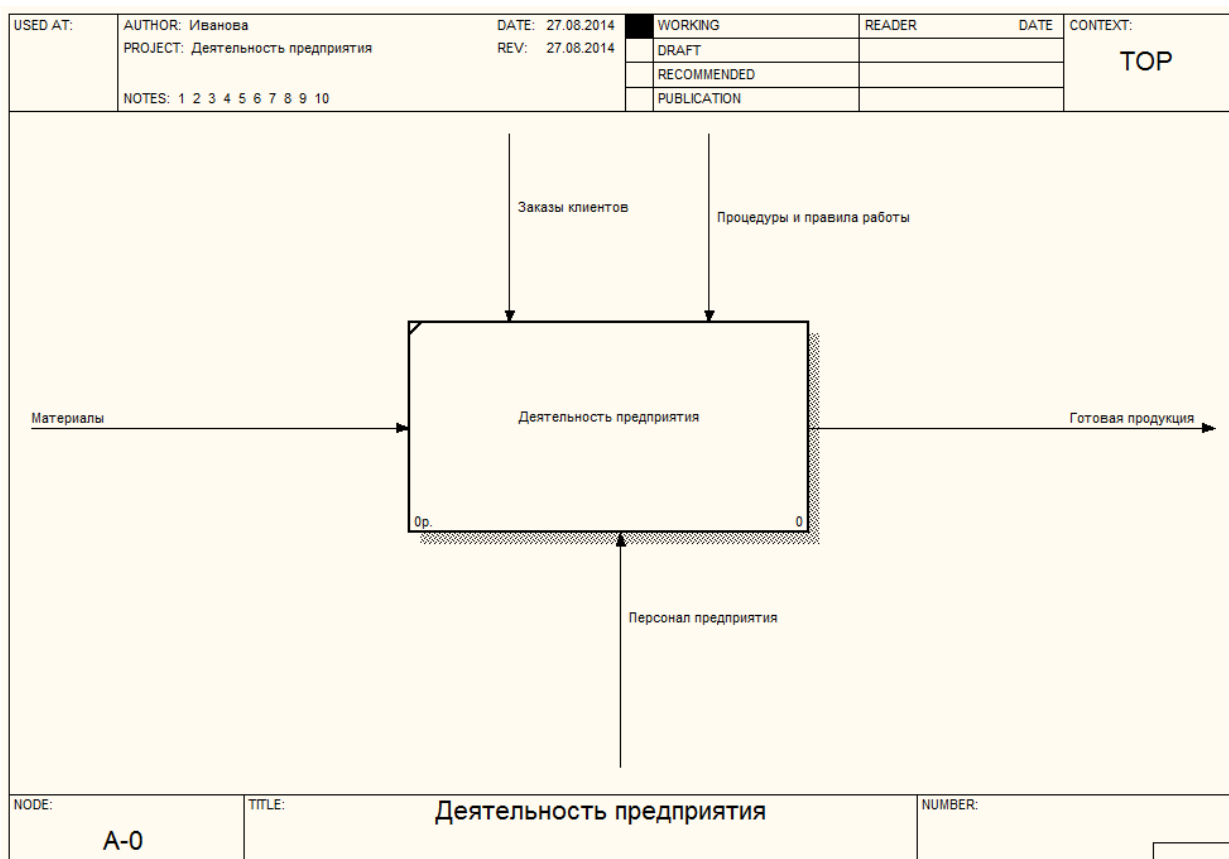 USED AT:
AUTHOR: Иванова
DATE: 27.08.2014
WORKING
READER
DATE
CONTEXT:
PROJECT: Деятельность предприятия
REV: 27.08.2014
DRAFT
TOP
RECOMMENDED
NOTES: 1 2 3 4 5 6 7 8 9 10
PUBLICATION
Заказы клиентов
Процедуры и правила работы
Материалы
Деятельность предприятия
Готовая продукция
0р.
0
Персонал предприятия
NODE:
TITLE:
Деятельность предприятия
NUMBER:
A-0